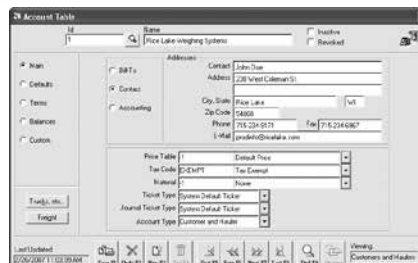 Account Table
Id
Name
Inactive
1
Rice Lake Weighing Systems
Revoked
Addresses
Main
Bill To
Contact
John Doe
Defaults
Address
230 West Coleman St.
Contact
Terms
City, State
Rice Lake
WI
Accounting
Zip Code
54868
Balances
Phone
715-234-9171
Fax
715-234-6967
Custom
E-Mail
prodinfo@ricelake.com
Price Table
-1
Default Price
Tax Code
EXEMPT
Tax Exempt
Material
-1
None
Trucks, etc.
Ticket Type
System Default Ticket
Journal Ticket Type
System Default Ticket
Freight
Account Type
Customer and Hauler
Last Updated
Viewing
Customers and Haulers